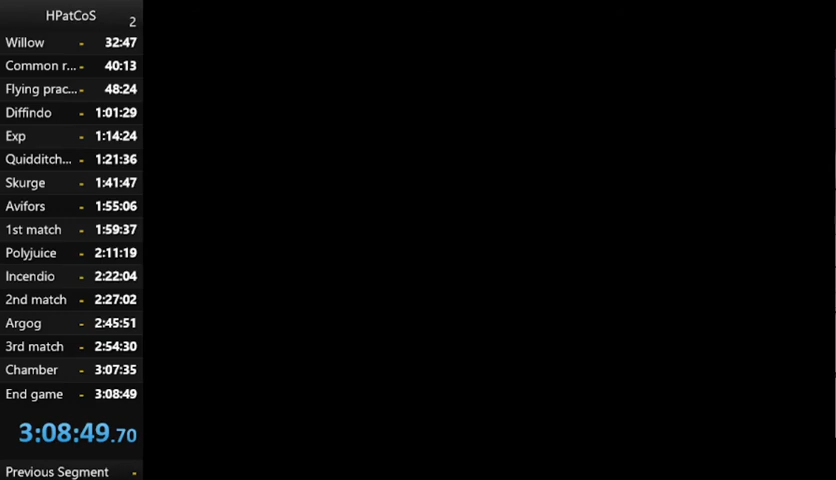 HPatCoS
2
Willow - 32:47
Common r... - 40:13
Flying prac... - 48:24
Diffindo - 1:01:29
Exp - 1:14:24
Quidditch... - 1:21:36
Skurge - 1:41:47
Avifors - 1:55:06
1st match - 1:59:37
Polyjuice - 2:11:19
Incendio - 2:22:04
2nd match - 2:27:02
Argog - 2:45:51
3rd match - 2:54:30
Chamber - 3:07:35
End game - 3:08:49
3:08:49.70
Previous Segment -